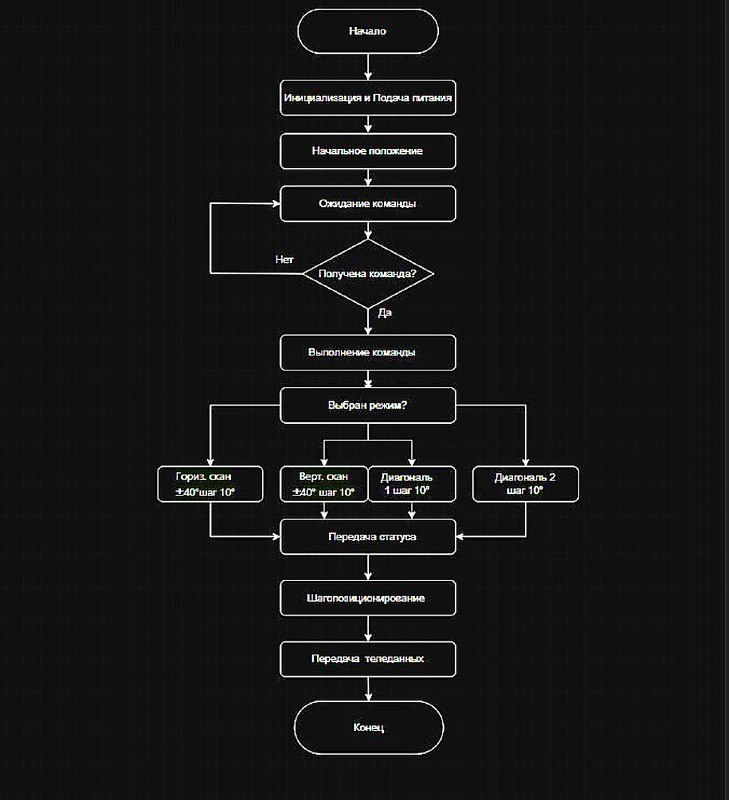 Начало
Инициализация и Подача питания
Начальное положение
Ожидание команды
Нет
Получена команда?
Да
Выполнение команды
Выбран режим?
Гориз. скан
±40°шаг 10°
Верт. скан
±40° шаг 10°
Диагональ
1 шаг 10°
Диагональ 2
шаг 10°
Передача статуса
Шагопозиционирование
Передача теледанных
Конец